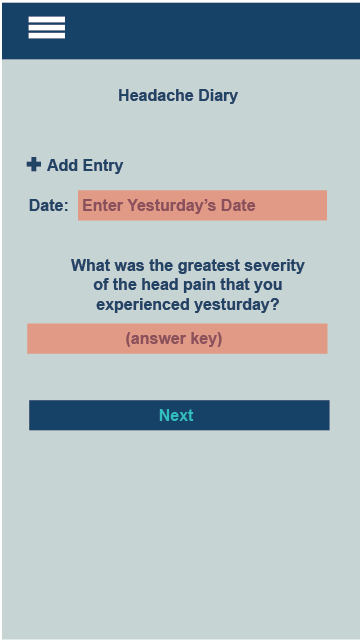 Headache Diary
+ Add Entry
Date: Enter Yesturday's Date
What was the greatest severity
of the head pain that you
experienced yesturday?
(answer key)
Next